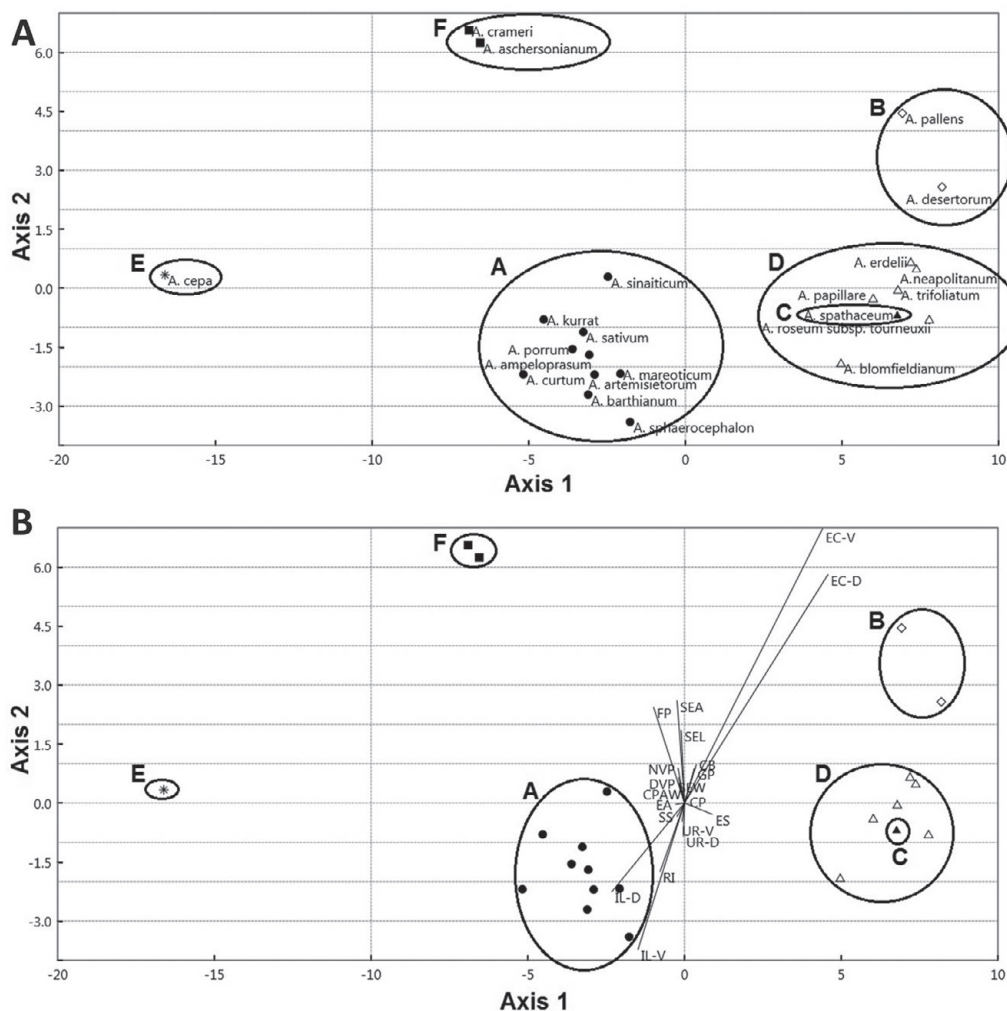 A
F
A. crameri
A. aschersonianum
6.0
B
A. pallens
4.5
3.0
A. desertorum
Axis 2
1.5
E
A. cepa
A
A. sinaiticum
D
A. erdelii
A. neapolitanum
0.0
A. papillare
A. trifoliatum
C
A. spathaceum
A. roseum subsp. tourneuxii
A. kurrat
A. sativum
-1.5
A. porrum
A. ampeloprasum
A. mareoticum
A. blomfieldianum
A. curtum
A. artemisietorum
A. barthianum
-3.0
A. sphaerocephalon
-20 -15 -10 -5 0 5 10
Axis 1
B
F
EC-V
6.0
EC-D
B
4.5
3.0
SEA
FP
Axis 2
1.5
SEL
E
NVP
CB
GP
D
A
DVP
CPAW
CP
0.0
EA
ES
SS
UR-V
C
UR-D
-1.5
RI
IL-D
-3.0
IL-V
-20 -15 -10 -5 0 5 10
Axis 1